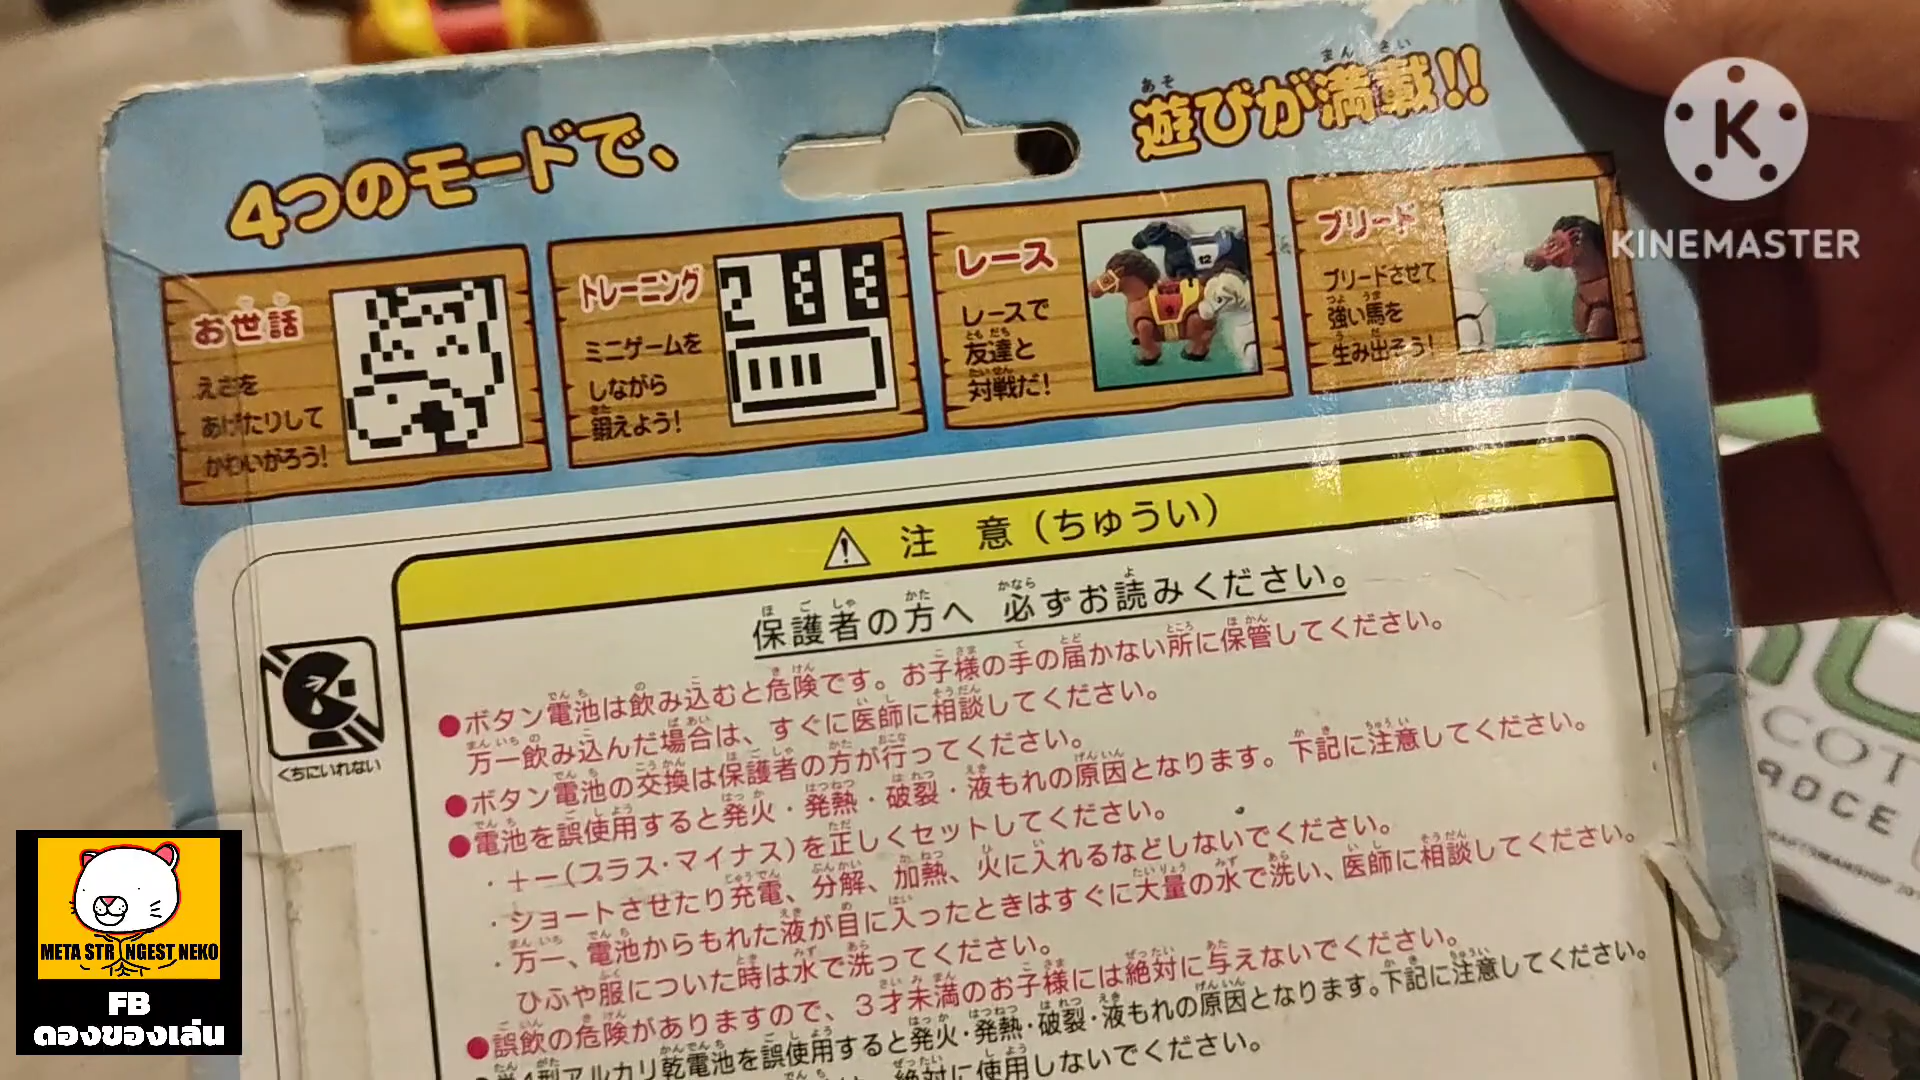 4つのモードで、
遊びが満載!!
お世話
えさを
あげたりして
かわいがろう!
トレーニング
ミニゲームを
しながら
鍛えよう!
レース
レースで
友達と
対戦だ!
12
ブリード
ブリードさせて
強い馬を
生み出そう!
KINEMASTER
注 意 (ちゅうい)
保護者の方へ 必ずお読みください。
くちにいれない
●ボタン電池は飲み込むと危険です。お子様の手の届かない所に保管してください。
万一飲み込んだ場合は、すぐに医師に相談してください。
●ボタン電池の交換は保護者の方が行ってください。
●電池を誤使用すると発火・発熱・破裂・液もれの原因となります。下記に注意してください。
・+−(プラス・マイナス)を正しくセットしてください。
・ショートさせたり充電、分解、加熱、火に入れるなどしないでください。
・万一、電池からもれた液が目に入ったときはすぐに大量の水で洗い、医師に相談してください。
ひふや服についた時は水で洗ってください。
●誤飲の危険がありますので、3才未満のお子様には絶対に与えないでください。
単4型アルカリ乾電池を誤使用すると発火・発熱・破裂・液もれの原因となります。下記に注意してください。
絶対に使用しないでください。
META STRONGEST NEKO
FB
ดองของเล่น